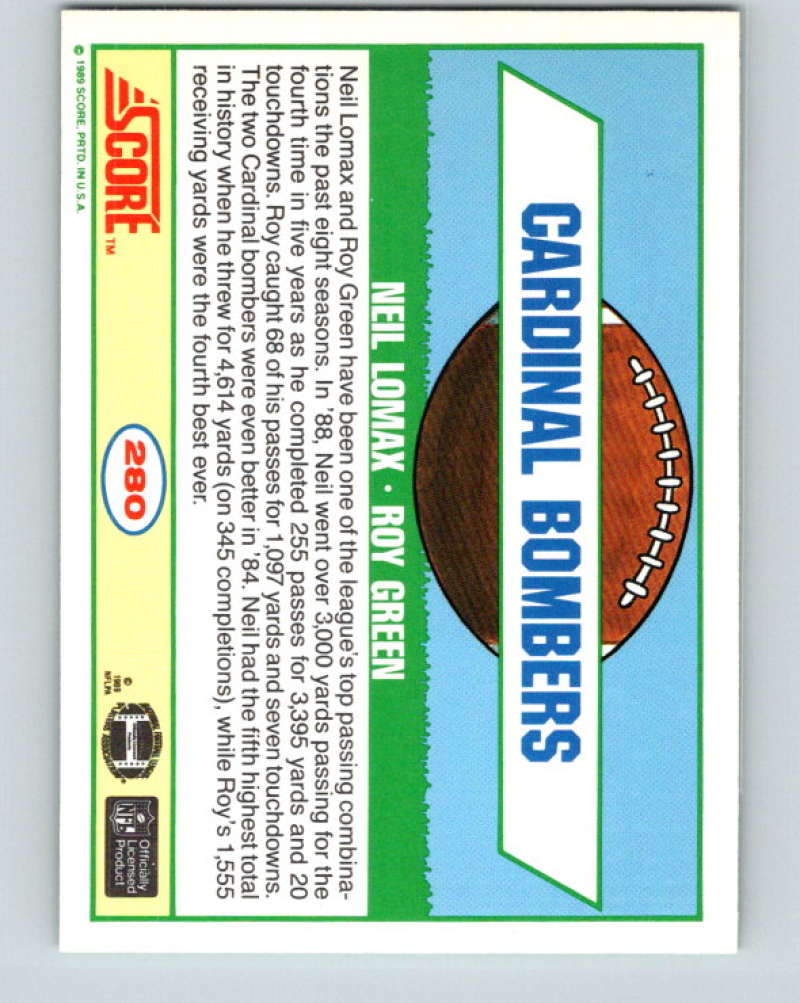 CARDINAL BOMBERS
NEIL LOMAX · ROY GREEN
Neil Lomax and Roy Green have been one of the league's top passing combina-
tions the past eight seasons. In '88, Neil went over 3,000 yards passing for the
fourth time in five years as he completed 255 passes for 3,395 yards and 20
touchdowns. Roy caught 68 of his passes for 1,097 yards and seven touchdowns.
The two Cardinal bombers were even better in '84. Neil had the fifth highest total
in history when he threw for 4,614 yards (on 345 completions), while Roy's 1,555
receiving yards were the fourth best ever.
SCORE™
280
© 1989
NFLPA
NFL
Officially
Licensed
Product
© 1989 SCORE, PRTD. IN U.S.A.